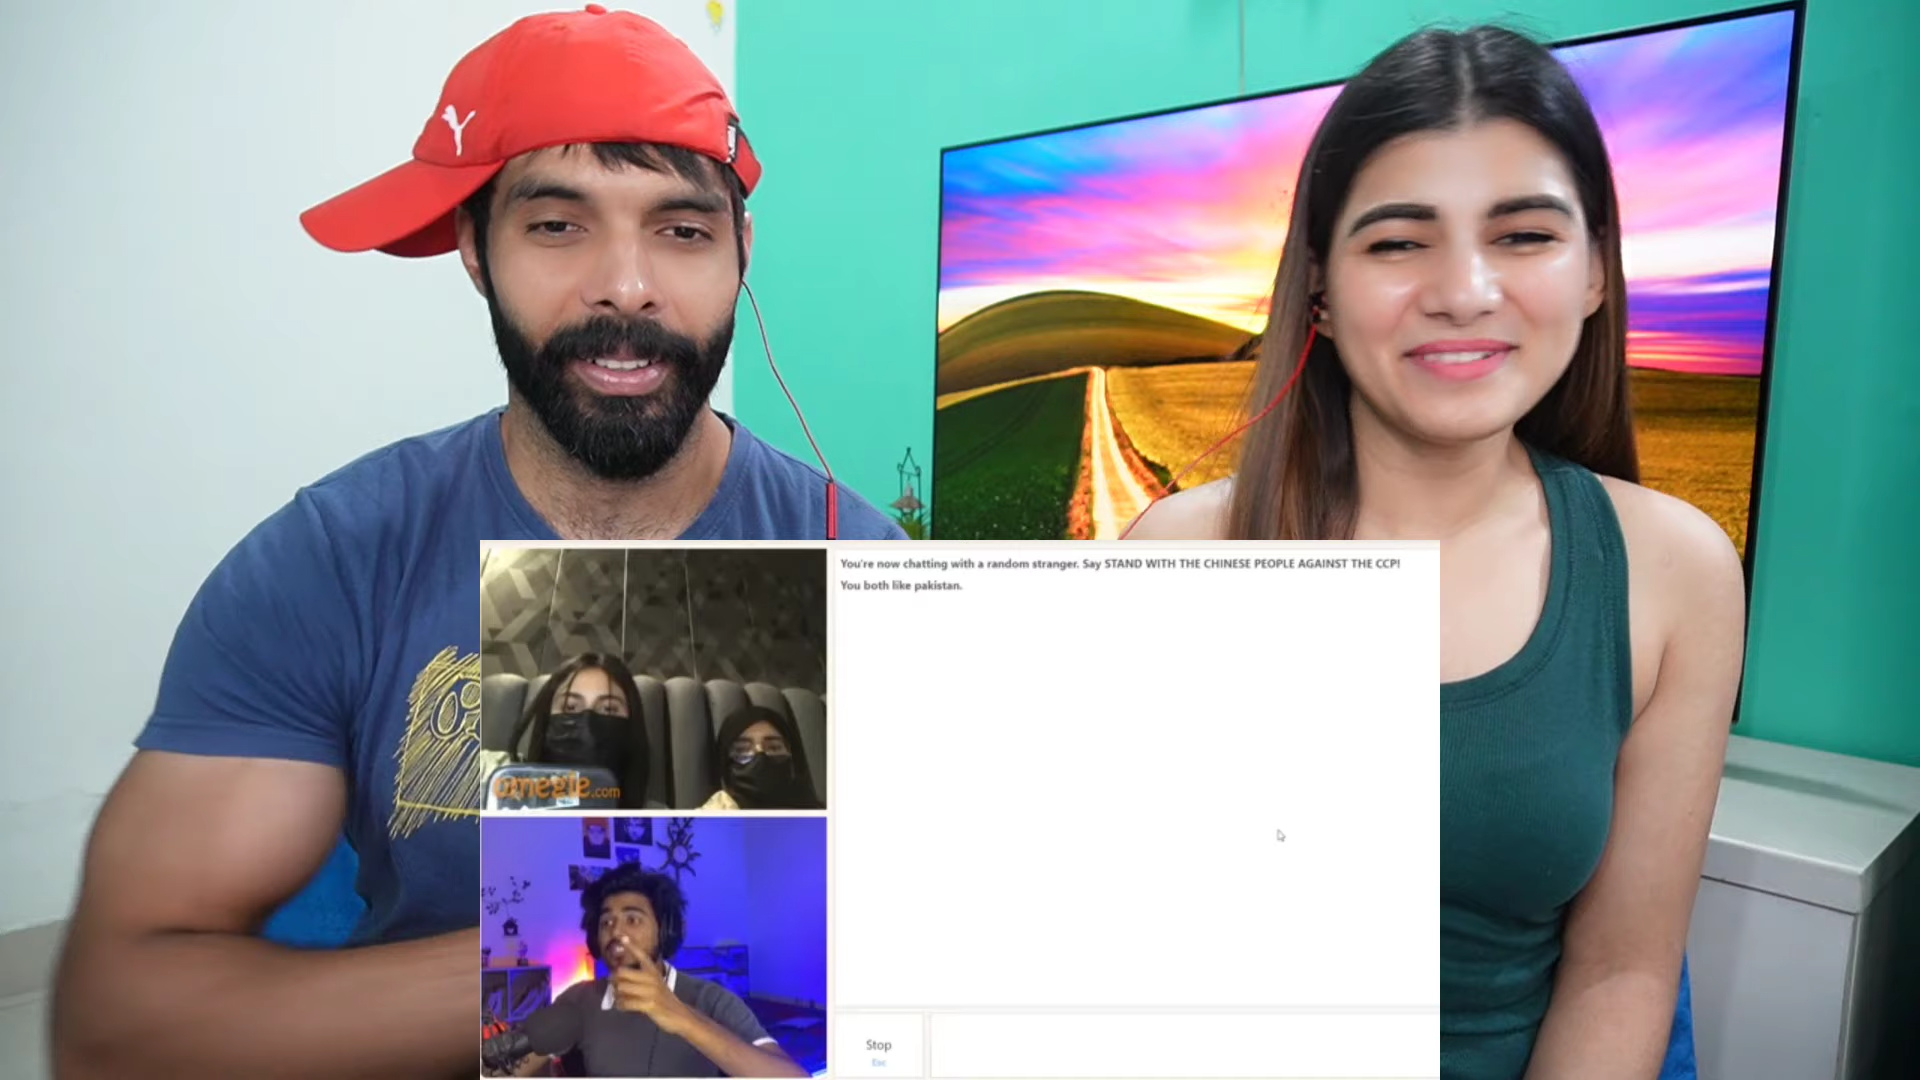 You're now chatting with a random stranger. Say STAND WITH THE CHINESE PEOPLE AGAINST THE CCP!
You both like pakistan.
omegle.com
Stop
Esc